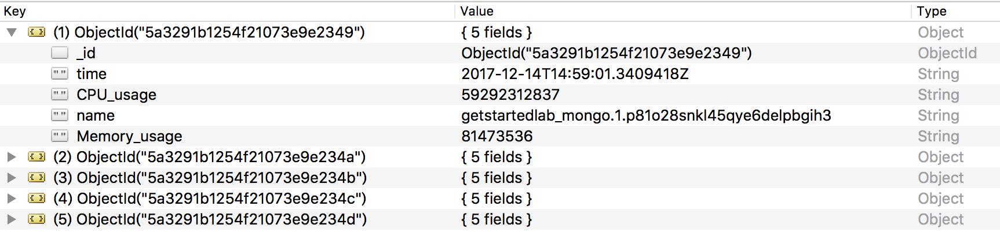 Key Value Type
(1) ObjectId("5a3291b1254f21073e9e2349") { 5 fields } Object
_id ObjectId("5a3291b1254f21073e9e2349") ObjectId
time 2017-12-14T14:59:01.3409418Z String
CPU_usage 59292312837 String
name getstartedlab_mongo.1.p81o28snkl45qye6delpbgih3 String
Memory_usage 81473536 String
(2) ObjectId("5a3291b1254f21073e9e234a") { 5 fields } Object
(3) ObjectId("5a3291b1254f21073e9e234b") { 5 fields } Object
(4) ObjectId("5a3291b1254f21073e9e234c") { 5 fields } Object
(5) ObjectId("5a3291b1254f21073e9e234d") { 5 fields } Object